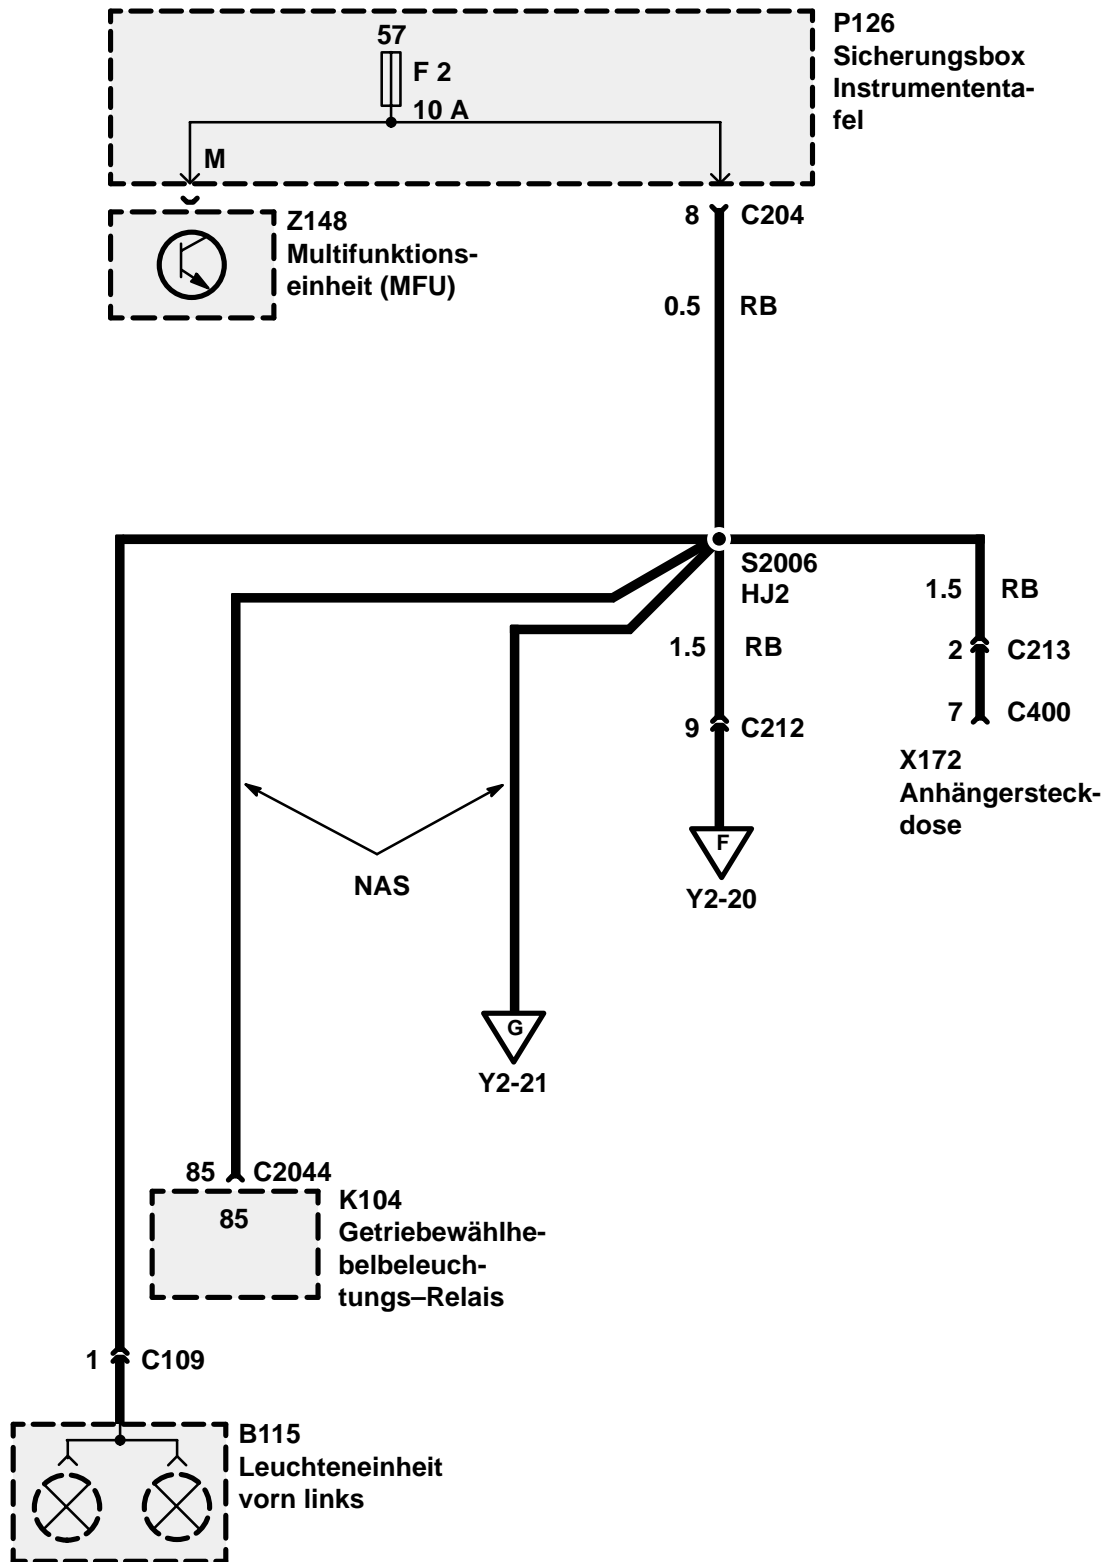 P126
Sicherungsbox
Instrumententa-
fel
57
F 2
10 A
M
Z148
Multifunktions-
einheit (MFU)
8 C204
0.5 RB
S2006
HJ2
1.5 RB
1.5 RB
2 C213
9 C212
7 C400
X172
Anhängersteck-
dose
F
Y2-20
NAS
G
Y2-21
85 C2044
85
K104
Getriebewählhe-
belbeleuch-
tungs–Relais
1 C109
B115
Leuchteneinheit
vorn links